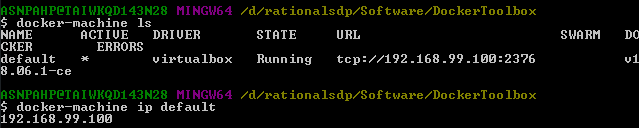 ASNPAHP@TAIWKQD143N28 MINGW64 /d/rationalsdp/Software/DockerToolbox
$ docker-machine ls
NAME ACTIVE DRIVER STATE URL SWARM DO
CKER ERRORS
default * virtualbox Running tcp://192.168.99.100:2376 v1
8.06.1-ce
ASNPAHP@TAIWKQD143N28 MINGW64 /d/rationalsdp/Software/DockerToolbox
$ docker-machine ip default
192.168.99.100